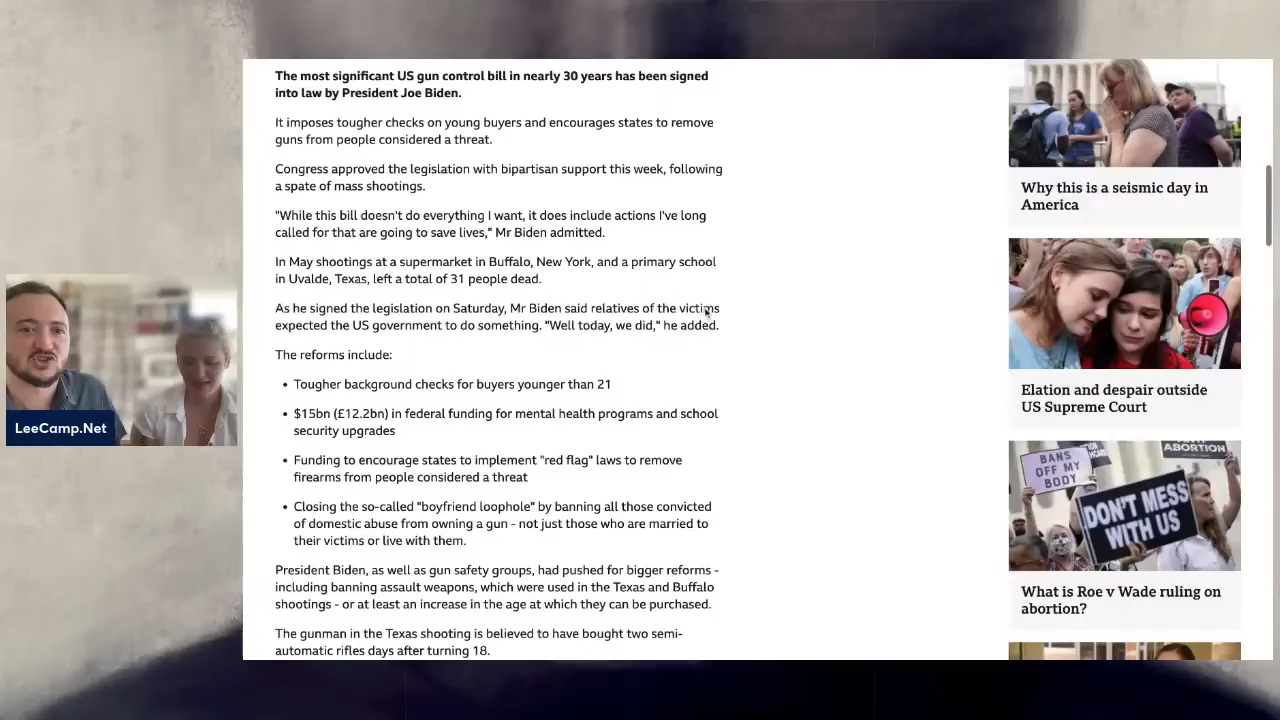 The most significant US gun control bill in nearly 30 years has been signed
into law by President Joe Biden.
It imposes tougher checks on young buyers and encourages states to remove
guns from people considered a threat.
Congress approved the legislation with bipartisan support this week, following
a spate of mass shootings.
"While this bill doesn't do everything I want, it does include actions I've long
called for that are going to save lives," Mr Biden admitted.
In May shootings at a supermarket in Buffalo, New York, and a primary school
in Uvalde, Texas, left a total of 31 people dead.
As he signed the legislation on Saturday, Mr Biden said relatives of the victims
expected the US government to do something. "Well today, we did," he added.
The reforms include:
• Tougher background checks for buyers younger than 21
• $15bn (£12.2bn) in federal funding for mental health programs and school
security upgrades
• Funding to encourage states to implement "red flag" laws to remove
firearms from people considered a threat
• Closing the so-called "boyfriend loophole" by banning all those convicted
of domestic abuse from owning a gun - not just those who are married to
their victims or live with them.
President Biden, as well as gun safety groups, had pushed for bigger reforms -
including banning assault weapons, which were used in the Texas and Buffalo
shootings - or at least an increase in the age at which they can be purchased.
The gunman in the Texas shooting is believed to have bought two semi-
automatic rifles days after turning 18.
Why this is a seismic day in
America
Elation and despair outside
US Supreme Court
BANS
OFF MY
BODY
ABORTION
DON'T MESS
WITH US
What is Roe v Wade ruling on
abortion?
LeeCamp.Net